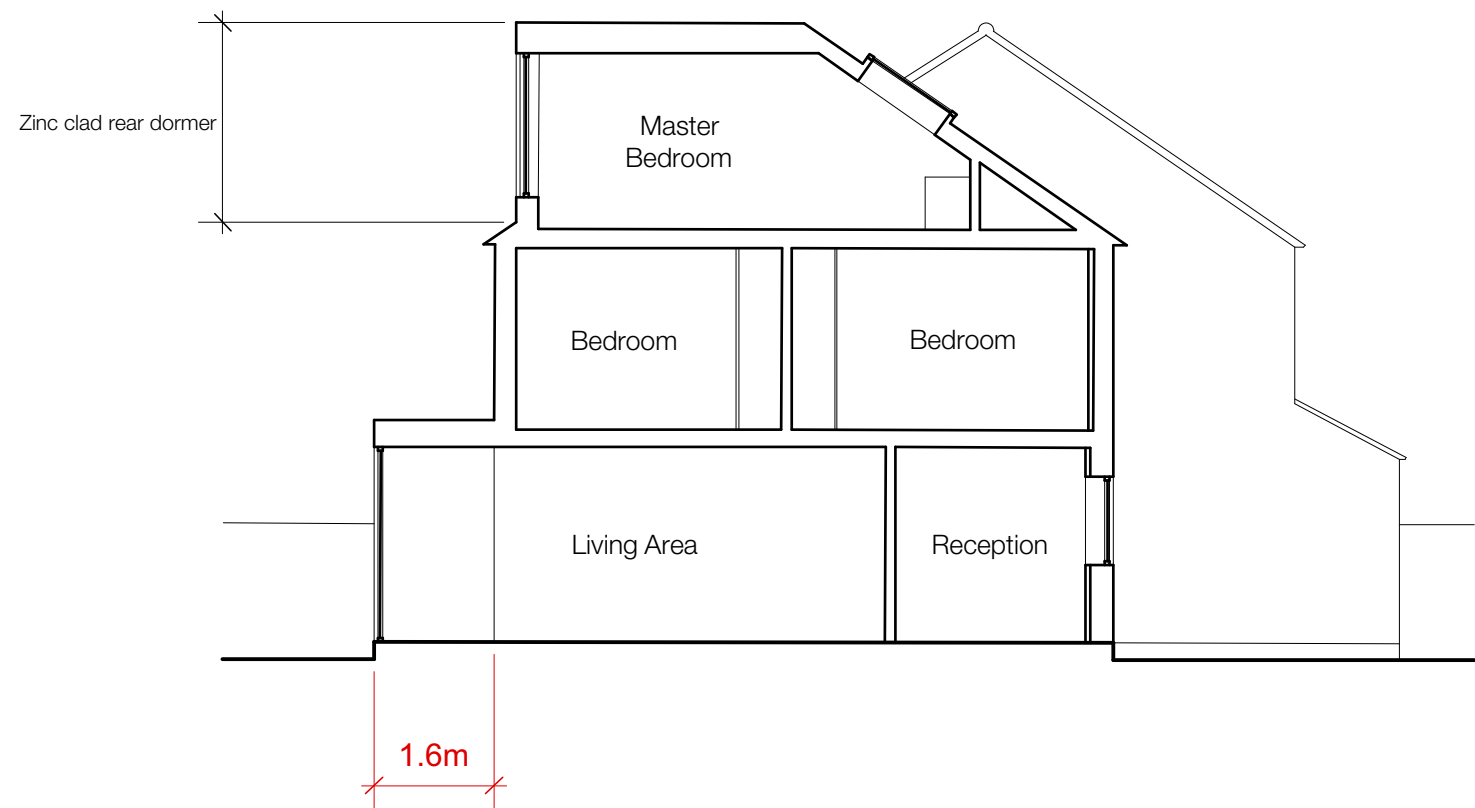 Zinc clad rear dormer
Master
Bedroom
Bedroom
Bedroom
Living Area
Reception
1.6m